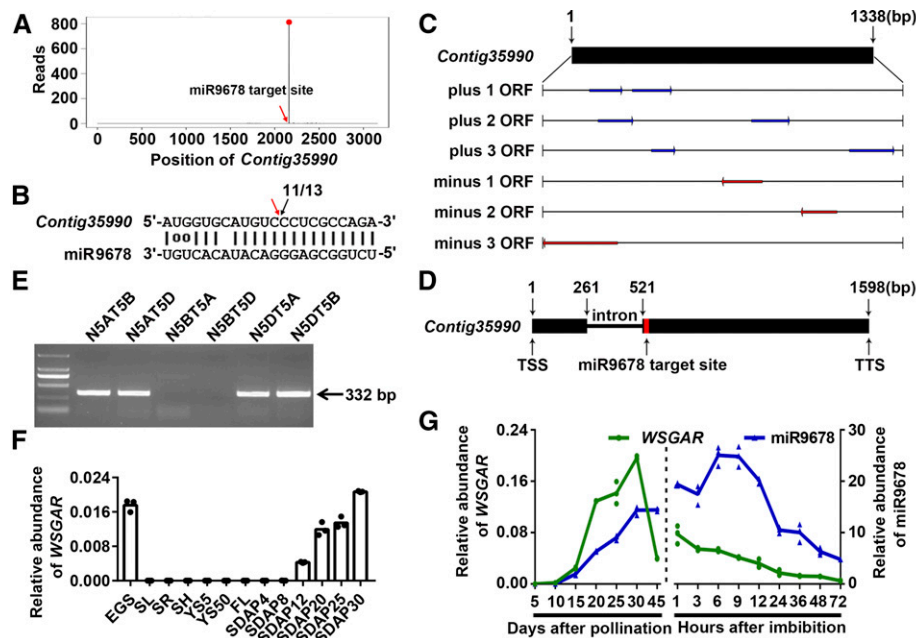 A
Reads
800
600
400
200
0
miR9678 target site
0 500 1000 1500 2000 2500 3000
Position of Contig35990
B
11/13
Contig35990 5'-AUGGUGCAUGUCCCUCGCCAGA-3'
miR9678 3'-UGUCACAUACAGGGAGCGGUCU-5'
C
1 1338(bp)
Contig35990
plus 1 ORF
plus 2 ORF
plus 3 ORF
minus 1 ORF
minus 2 ORF
minus 3 ORF
D
1 261 521 1598(bp)
intron
Contig35990
TSS miR9678 target site TTS
E
N5AT5B N5AT5D N5BT5A N5BT5D N5DT5A N5DT5B
332 bp
F
Relative abundance
of WSGAR
0.024
0.016
0.008
0.000
EGS SL SR SH YS5 YS50 FL SDAP4 SDAP8 SDAP12 SDAP20 SDAP25 SDAP30
G
WSGAR miR9678
Relative abundance
of WSGAR
0.24
0.16
0.08
0.00
30
20
10
0
Relative abundance
of miR9678
5 10 15 20 25 30 45 1 3 6 9 12 24 36 48 72
Days after pollination Hours after imbibition